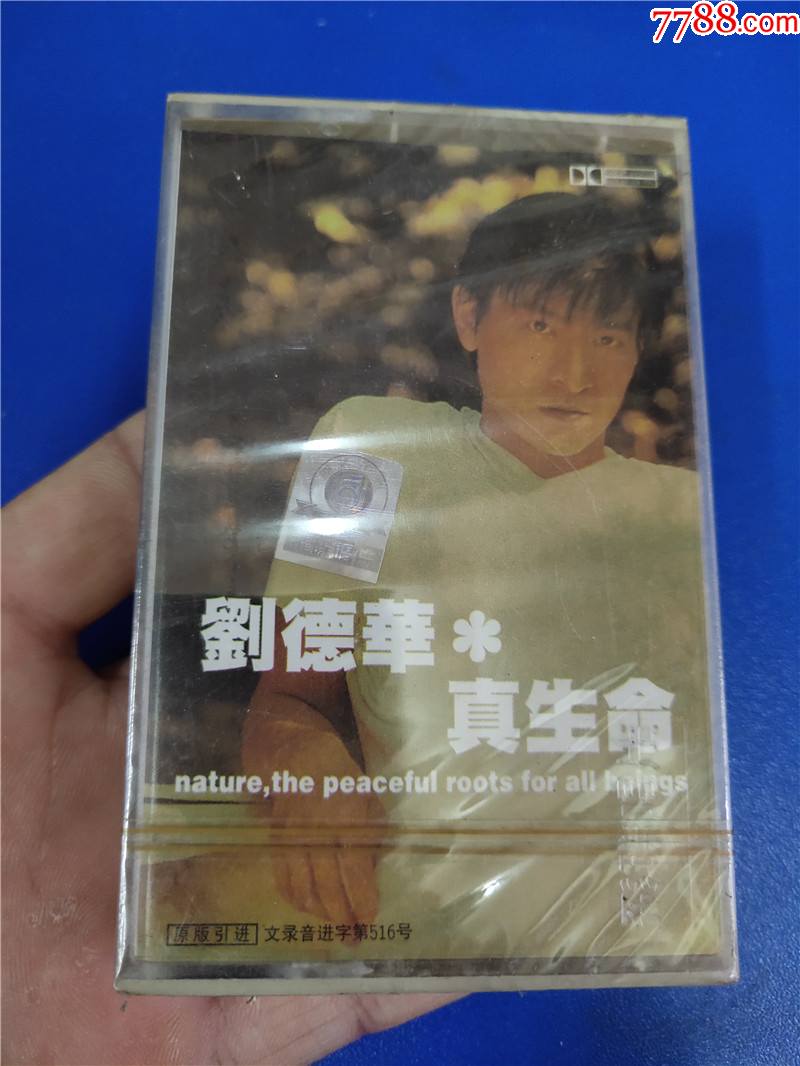 7788.com
劉德華*
真生命
nature,the peaceful roots for all
原版引进 文录音进字第516号